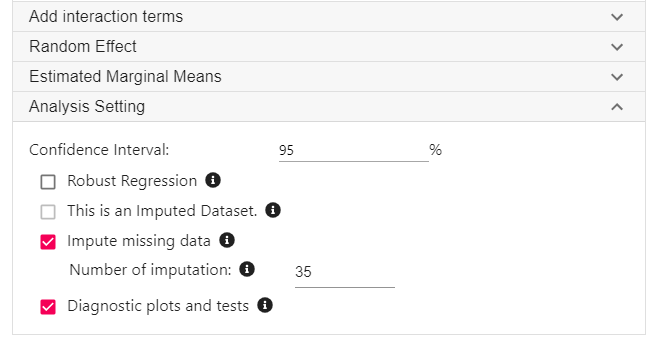 Add interaction terms
Random Effect
Estimated Marginal Means
Analysis Setting
Confidence Interval: 95 %
Robust Regression
This is an Imputed Dataset.
Impute missing data
Number of imputation: 35
Diagnostic plots and tests